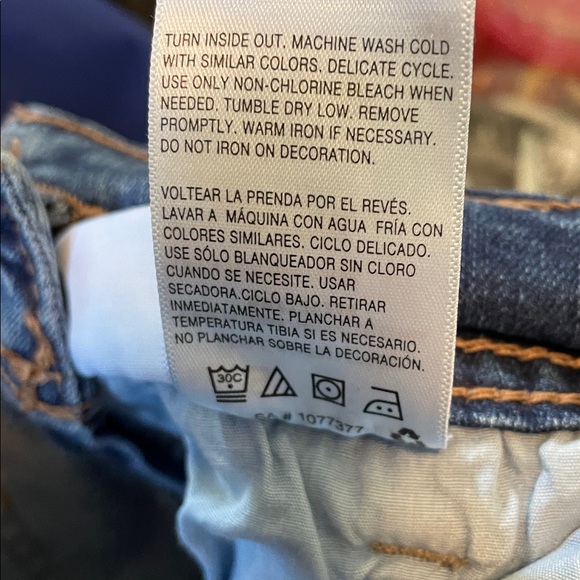 TURN INSIDE OUT. MACHINE WASH COLD
WITH SIMILAR COLORS. DELICATE CYCLE.
USE ONLY NON-CHLORINE BLEACH WHEN
NEEDED. TUMBLE DRY LOW. REMOVE
PROMPTLY. WARM IRON IF NECESSARY.
DO NOT IRON ON DECORATION.
VOLTEAR LA PRENDA POR EL REVÉS.
LAVAR A MÁQUINA CON AGUA FRÍA CON
COLORES SIMILARES. CICLO DELICADO.
USE SÓLO BLANQUEADOR SIN CLORO
CUANDO SE NECESITE. USAR
SECADORA.CICLO BAJO. RETIRAR
INMEDIATAMENTE. PLANCHAR A
TEMPERATURA TIBIA SI ES NECESARIO.
NO PLANCHAR SOBRE LA DECORACIÓN.
30C
CA # 1077377